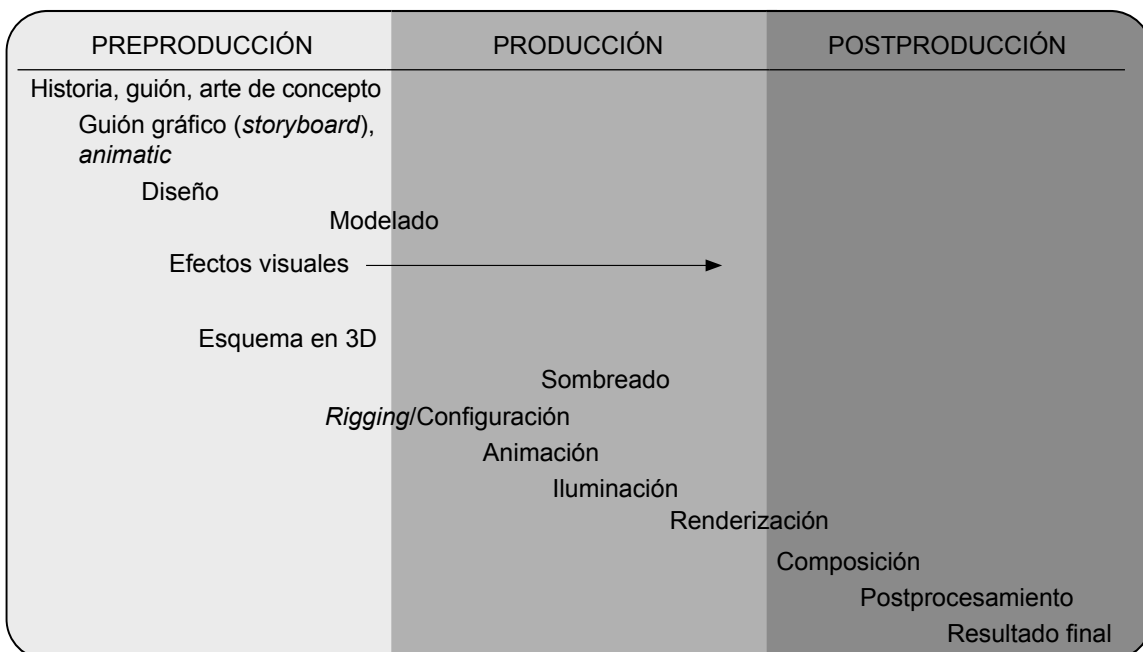 PREPRODUCCIÓN PRODUCCIÓN POSTPRODUCCIÓN
Historia, guión, arte de concepto
Guión gráfico (storyboard),
animatic
Diseño
Modelado
Efectos visuales
Esquema en 3D
Sombreado
Rigging/Configuración
Animación
Iluminación
Renderización
Composición
Postprocesamiento
Resultado final